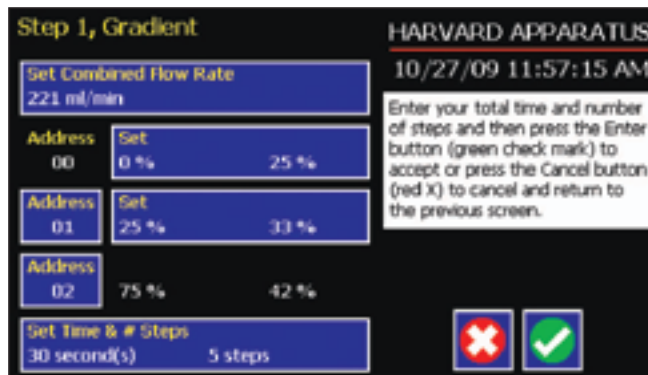 Step 1, Gradient
Set Combined Flow Rate
221 ml/min
Address
00
Set
0 % 25 %
Address
01
Set
25 % 33 %
Address
02
75 % 42 %
Set Time & # Steps
30 second(s) 5 steps
HARVARD APPARATUS
10/27/09 11:57:15 AM
Enter your total time and number
of steps and then press the Enter
button (green check mark) to
accept or press the Cancel button
(red X) to cancel and return to
the previous screen.